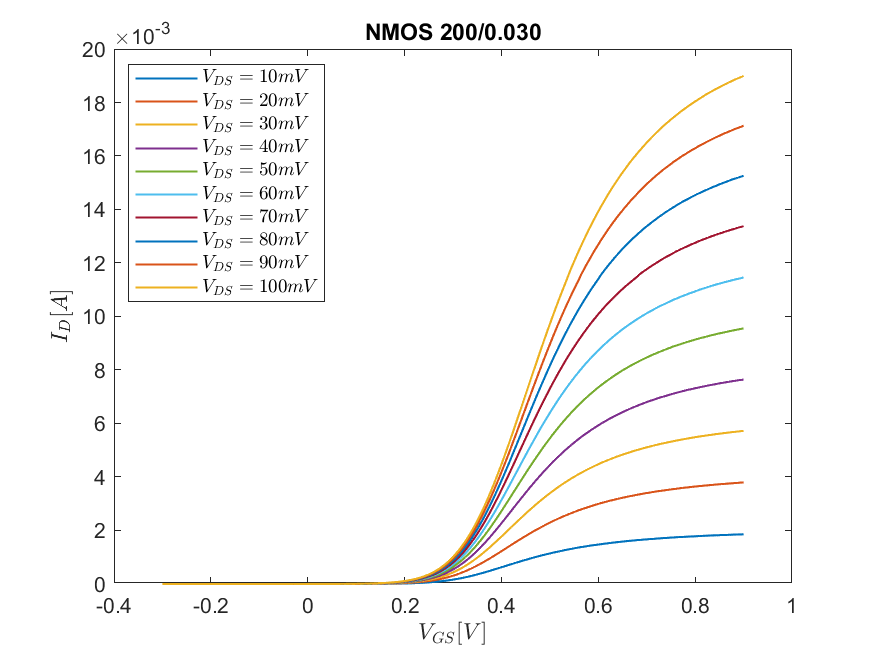 NMOS 200/0.030
×10⁻³
20
18
16
14
12
10
8
6
4
2
0
I_D[A]
V_DS = 10mV
V_DS = 20mV
V_DS = 30mV
V_DS = 40mV
V_DS = 50mV
V_DS = 60mV
V_DS = 70mV
V_DS = 80mV
V_DS = 90mV
V_DS = 100mV
-0.4 -0.2 0 0.2 0.4 0.6 0.8 1
V_GS[V]